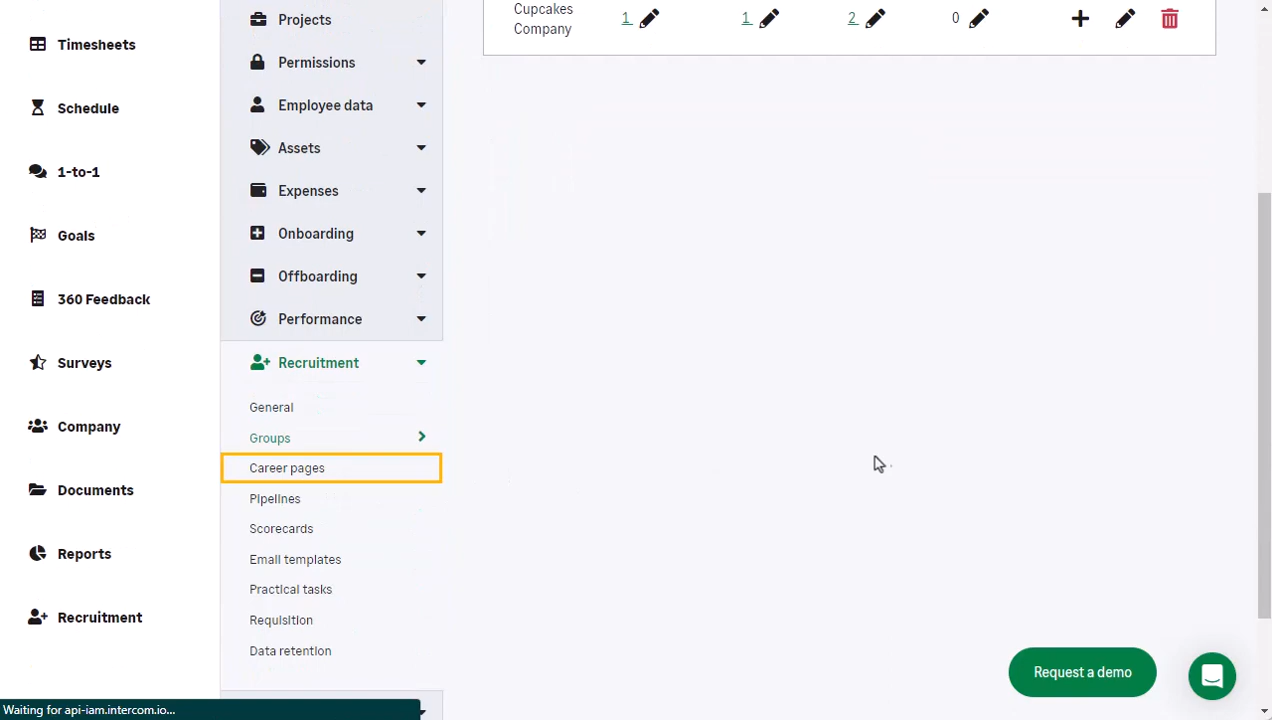 Timesheets
Schedule
1-to-1
Goals
360 Feedback
Surveys
Company
Documents
Reports
Recruitment
Projects
Permissions
Employee data
Assets
Expenses
Onboarding
Offboarding
Performance
Recruitment
General
Groups
Career pages
Pipelines
Scorecards
Email templates
Practical tasks
Requisition
Data retention
Cupcakes
Company
1 1 2 0
Request a demo
Waiting for api-iam.intercom.io...